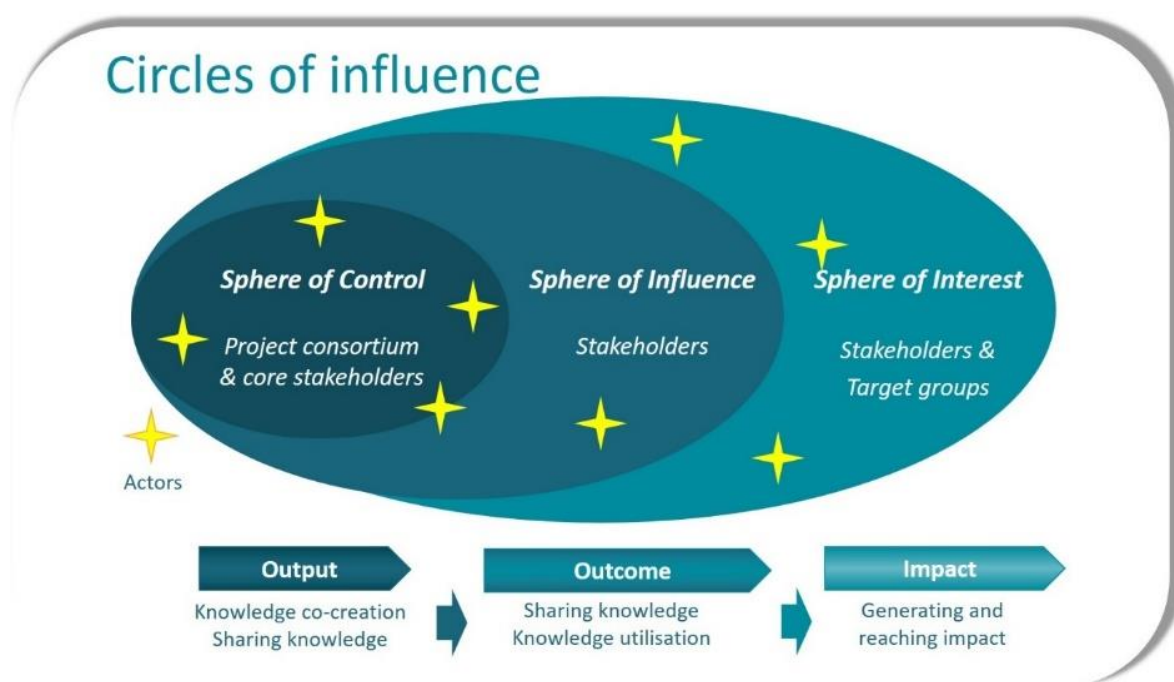 Circles of influence
Sphere of Control
Project consortium
& core stakeholders
Sphere of Influence
Stakeholders
Sphere of Interest
Stakeholders &
Target groups
Actors
Output
Knowledge co-creation
Sharing knowledge
Outcome
Sharing knowledge
Knowledge utilisation
Impact
Generating and
reaching impact